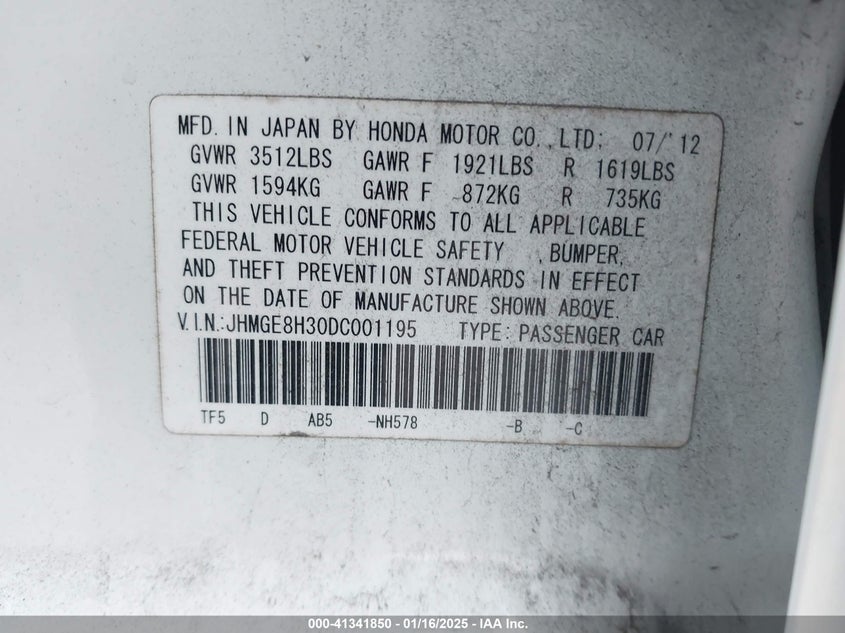 MFD. IN JAPAN BY HONDA MOTOR CO.,LTD: 07/'12
GVWR 3512LBS GAWR F 1921LBS R 1619LBS
GVWR 1594KG GAWR F 872KG R 735KG
THIS VEHICLE CONFORMS TO ALL APPLICABLE
FEDERAL MOTOR VEHICLE SAFETY , BUMPER,
AND THEFT PREVENTION STANDARDS IN EFFECT
ON THE DATE OF MANUFACTURE SHOWN ABOVE.
V.I.N.:JHMGE8H30DC001195 TYPE: PASSENGER CAR
TF5 D AB5 -NH578 -B -C
000-41341850 - 01/16/2025 - IAA Inc.